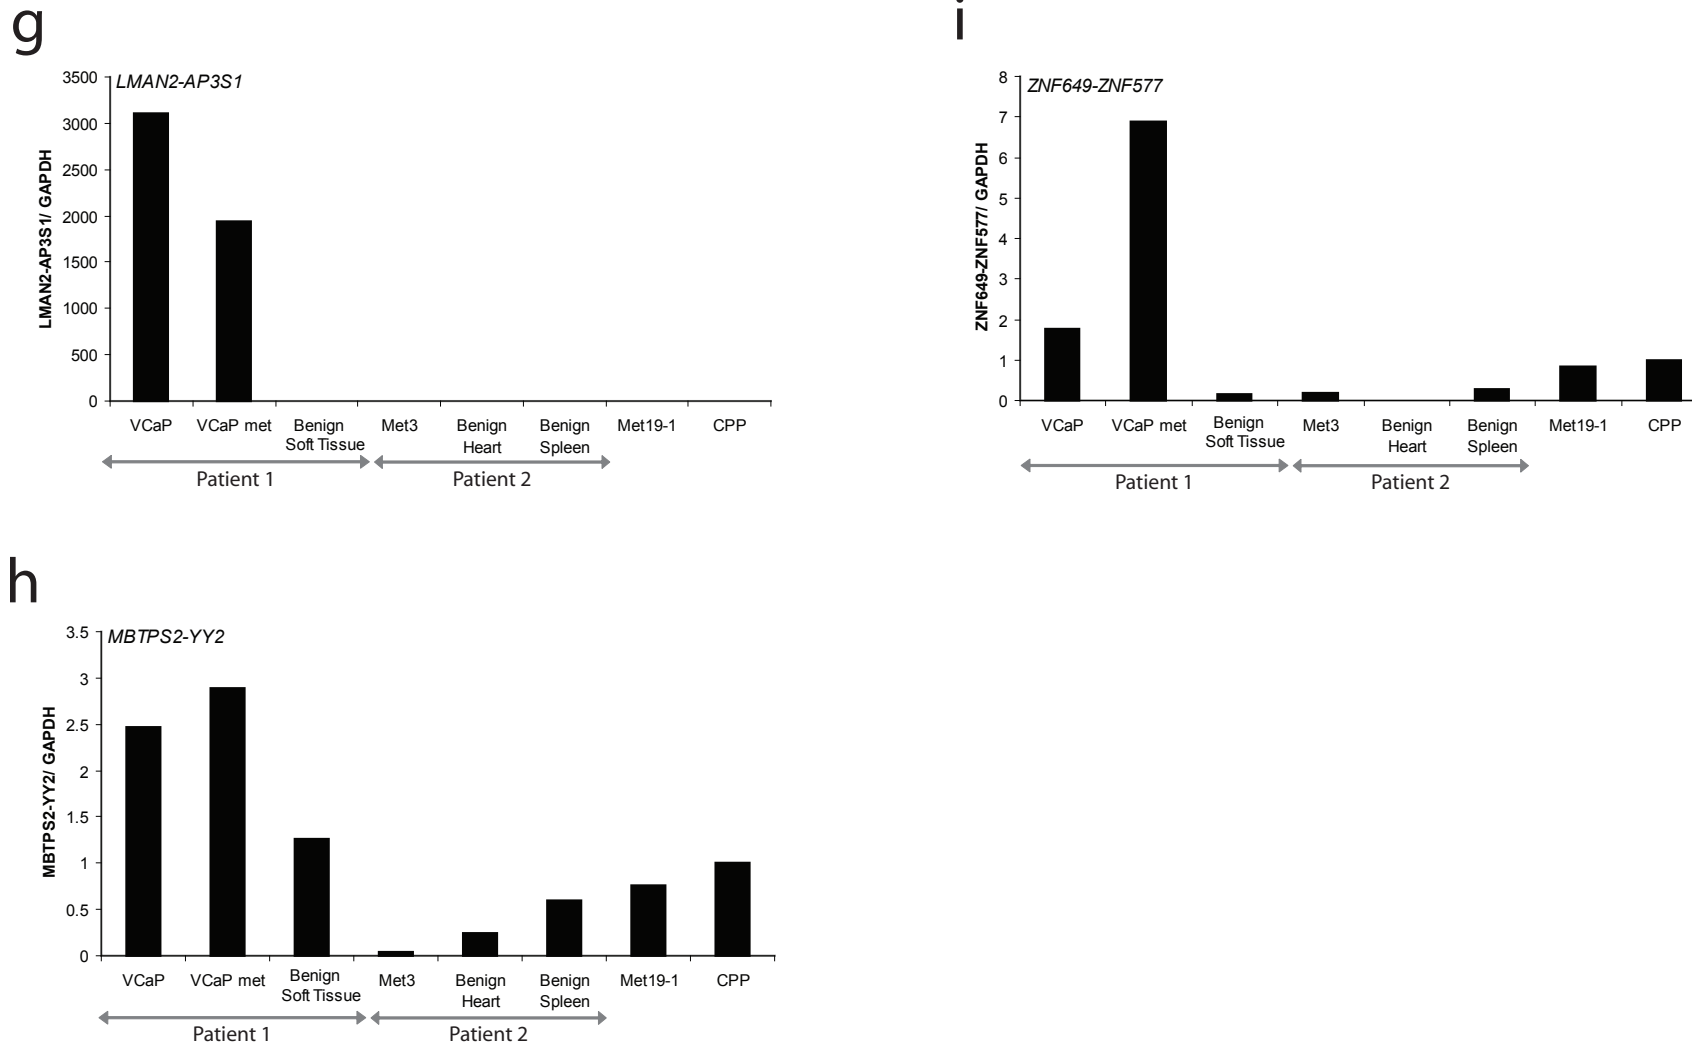 g
LMAN2-AP3S1
LMAN2-AP3S1/ GAPDH
3500
3000
2500
2000
1500
1000
500
0
VCaP
VCaP met
Benign
Soft Tissue
Met3
Benign
Heart
Benign
Spleen
Met19-1
CPP
Patient 1
Patient 2
i
ZNF649-ZNF577
ZNF649-ZNF577/ GAPDH
8
7
6
5
4
3
2
1
0
VCaP
VCaP met
Benign
Soft Tissue
Met3
Benign
Heart
Benign
Spleen
Met19-1
CPP
Patient 1
Patient 2
h
MBTPS2-YY2
MBTPS2-YY2/ GAPDH
3.5
3
2.5
2
1.5
1
0.5
0
VCaP
VCaP met
Benign
Soft Tissue
Met3
Benign
Heart
Benign
Spleen
Met19-1
CPP
Patient 1
Patient 2